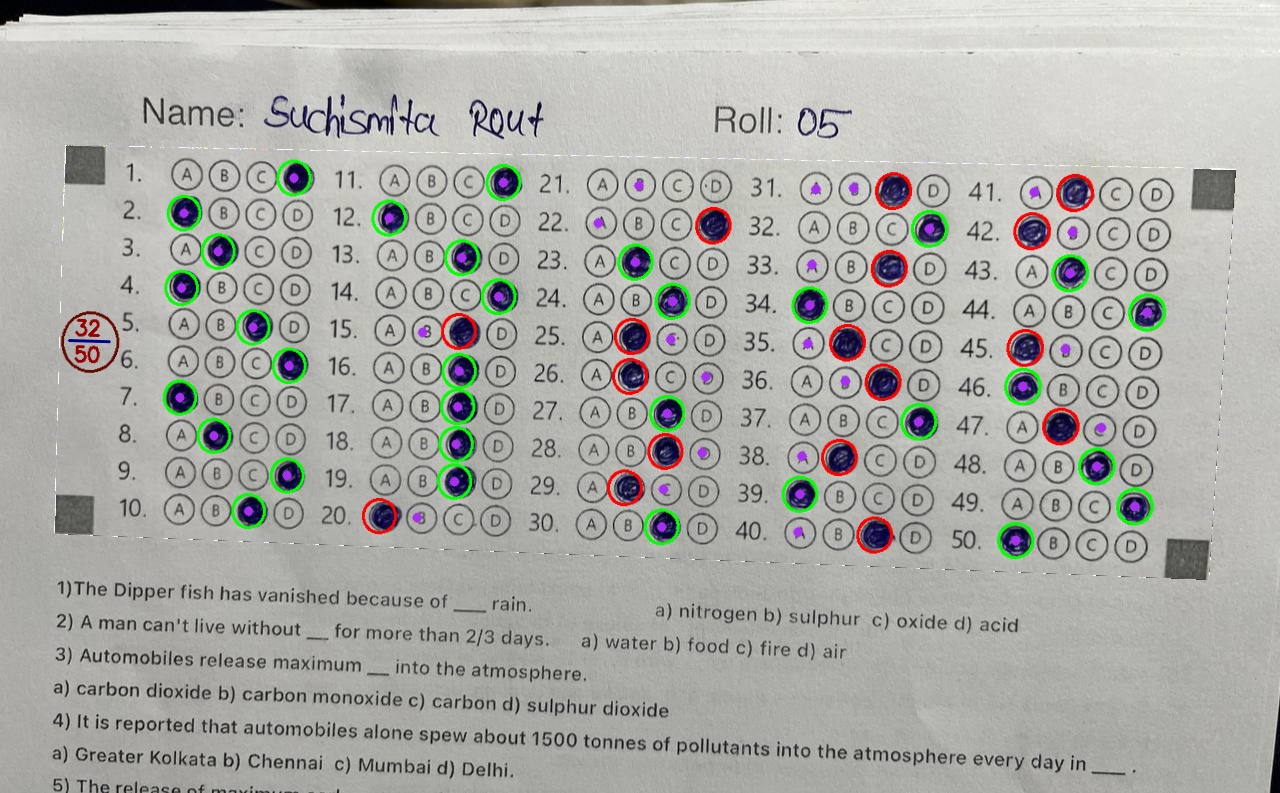 Name: Suchismita Rout Roll: 05
1. A B C 11. A B C 21. A B C D 31. A B D 41. A C D
2. B C D 12. B C D 22. A B C 32. A B C 42. B C D
3. A C D 13. A B D 23. A C D 33. A B D 43. A C D
4. B C D 14. A B C 24. A B D 34. B C D 44. A B C
32
50
5. A B D 15. A B D 25. A C D 35. A C D 45. B C D
6. A B C 16. A B D 26. A C D 36. A B D 46. B C D
7. B C D 17. A B D 27. A B D 37. A B C 47. A C D
8. A C D 18. A B D 28. A B D 38. A C D 48. A B D
9. A B C 19. A B D 29. A C D 39. B C D 49. A B C
10. A B D 20. B C D 30. A B D 40. A B D 50. B C D
1)The Dipper fish has vanished because of ___ rain. a) nitrogen b) sulphur c) oxide d) acid
2) A man can't live without __ for more than 2/3 days. a) water b) food c) fire d) air
3) Automobiles release maximum __ into the atmosphere.
a) carbon dioxide b) carbon monoxide c) carbon d) sulphur dioxide
4) It is reported that automobiles alone spew about 1500 tonnes of pollutants into the atmosphere every day in ___ .
a) Greater Kolkata b) Chennai c) Mumbai d) Delhi.
5) The release of